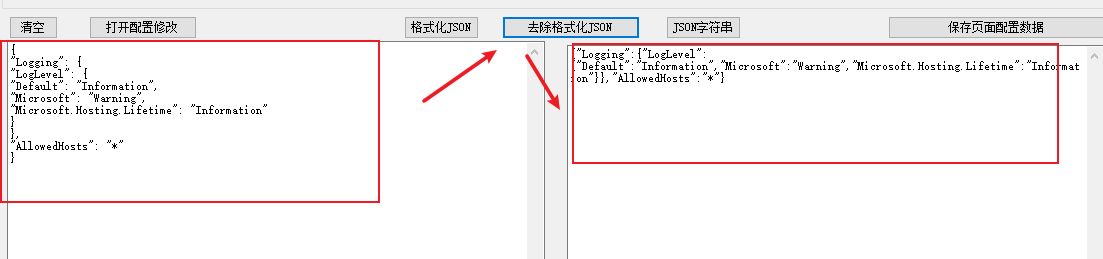 清空
打开配置修改
格式化JSON
去除格式化JSON
JSON字符串
保存页面配置数据
{
"Logging": {
"LogLevel": {
"Default": "Information",
"Microsoft": "Warning",
"Microsoft.Hosting.Lifetime": "Information"
}
},
"AllowedHosts": "*"
}
{"Logging":{"LogLevel":
{"Default":"Information","Microsoft":"Warning","Microsoft.Hosting.Lifetime":"Informat
ion"}},"AllowedHosts":"*"}